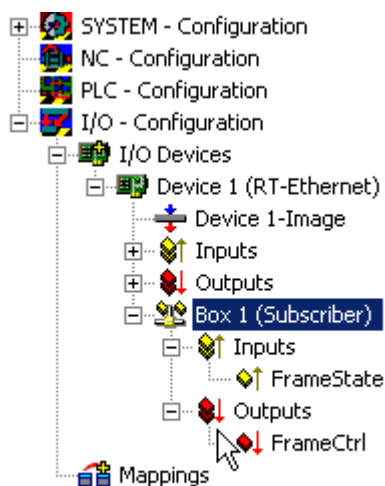 SYSTEM - Configuration
NC - Configuration
PLC - Configuration
I/O - Configuration
I/O Devices
Device 1 (RT-Ethernet)
Device 1-Image
Inputs
Outputs
Box 1 (Subscriber)
Inputs
FrameState
Outputs
FrameCtrl
Mappings